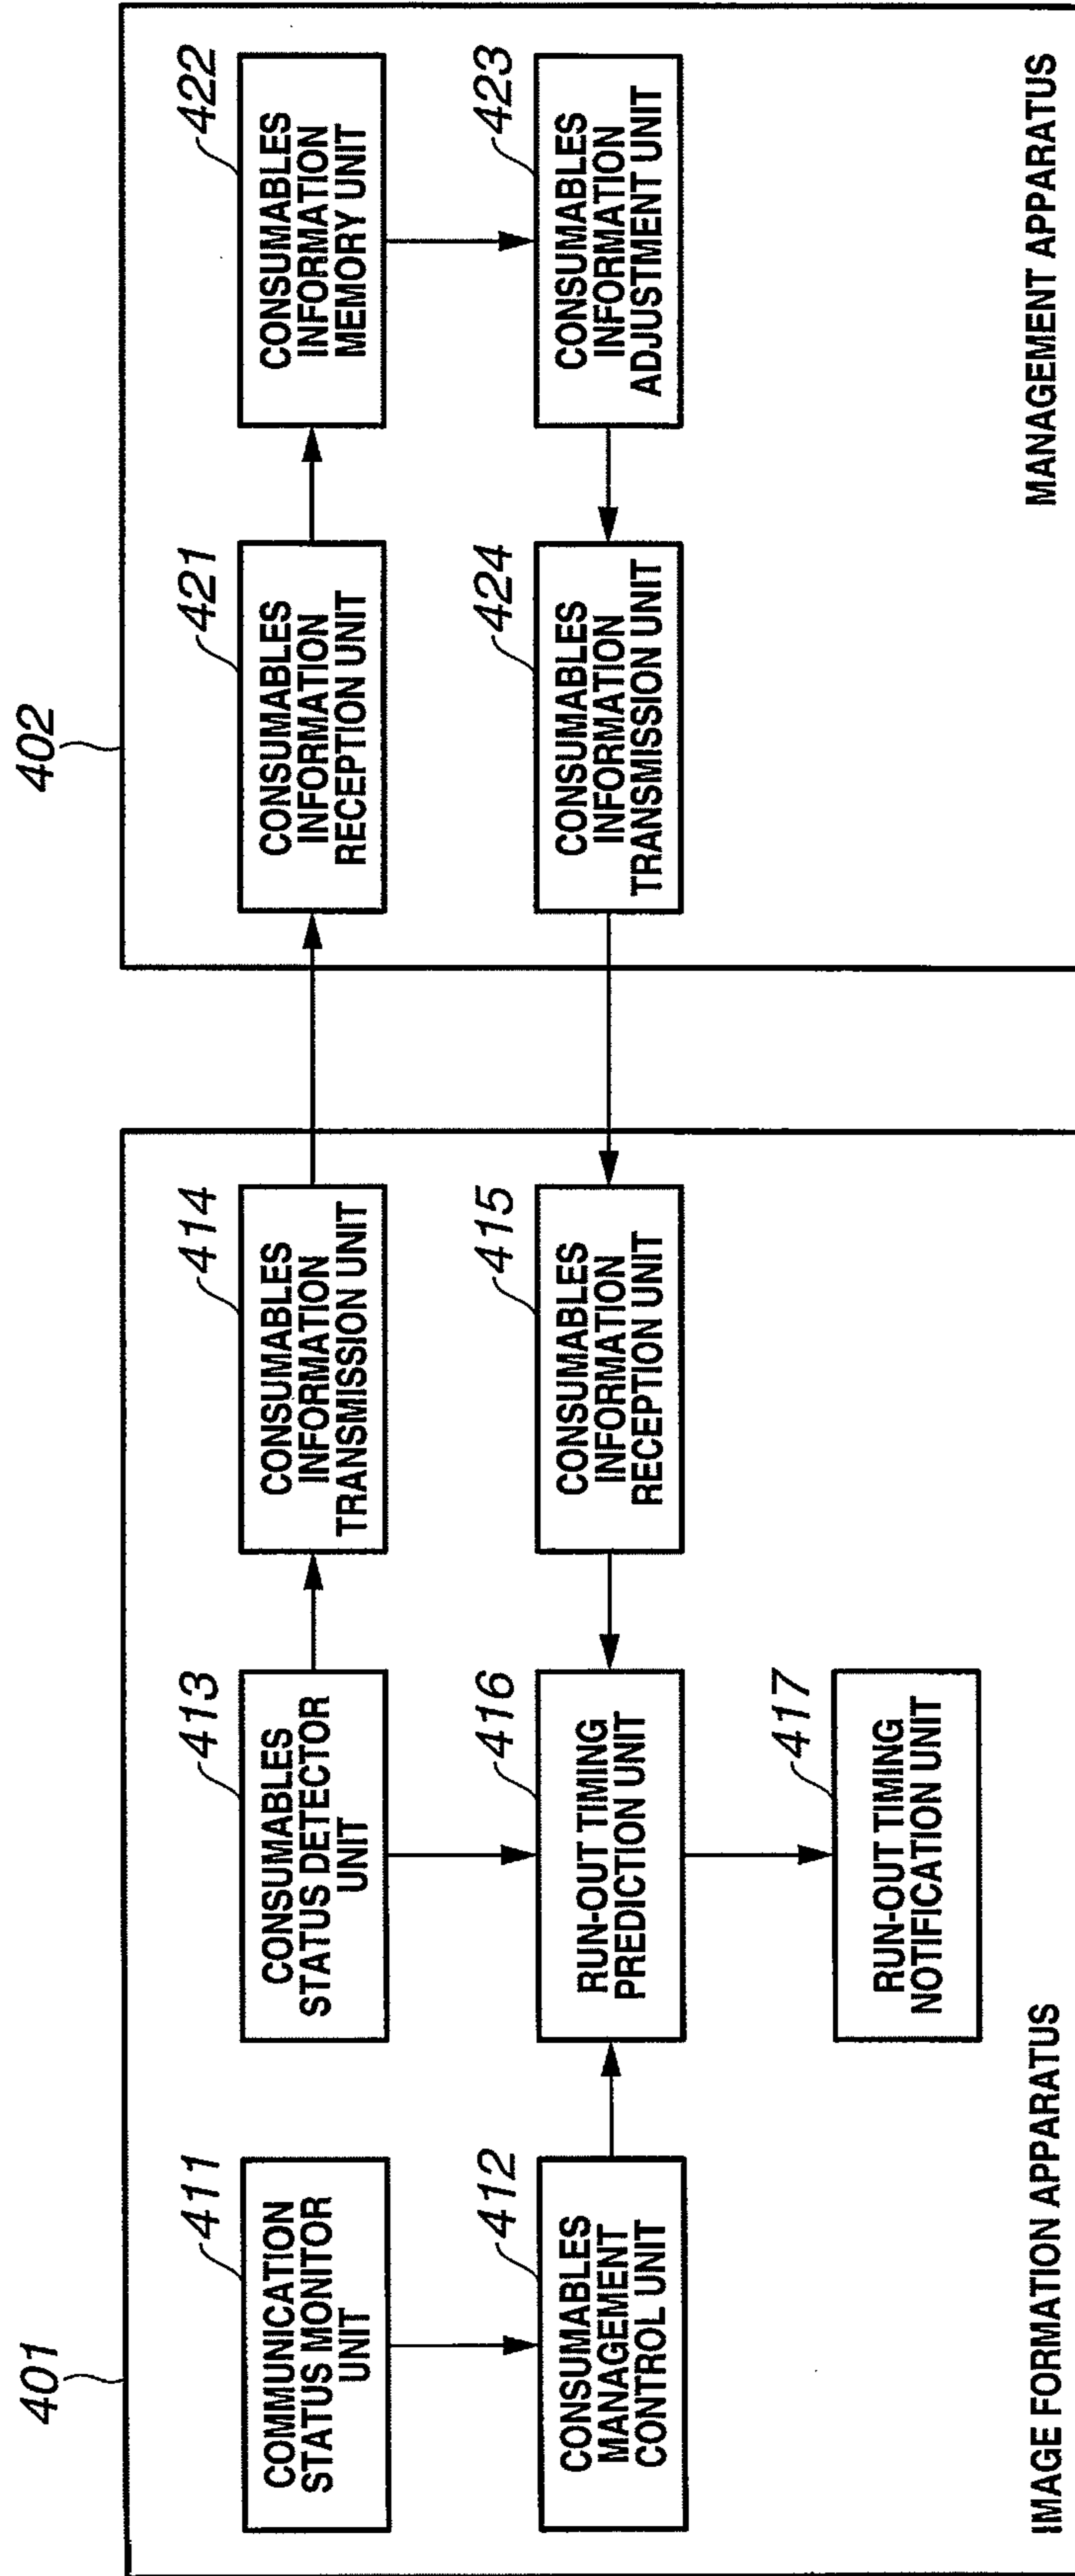 401
402
411
COMMUNICATION
STATUS MONITOR
UNIT
413
CONSUMABLES
STATUS DETECTOR
UNIT
414
CONSUMABLES
INFORMATION
TRANSMISSION UNIT
421
CONSUMABLES
INFORMATION
RECEPTION UNIT
422
CONSUMABLES
INFORMATION
MEMORY UNIT
412
CONSUMABLES
MANAGEMENT
CONTROL UNIT
416
RUN-OUT TIMING
PREDICTION UNIT
415
CONSUMABLES
INFORMATION
RECEPTION UNIT
424
CONSUMABLES
INFORMATION
TRANSMISSION UNIT
423
CONSUMABLES
INFORMATION
ADJUSTMENT UNIT
417
RUN-OUT TIMING
NOTIFICATION UNIT
IMAGE FORMATION APPARATUS
MANAGEMENT APPARATUS